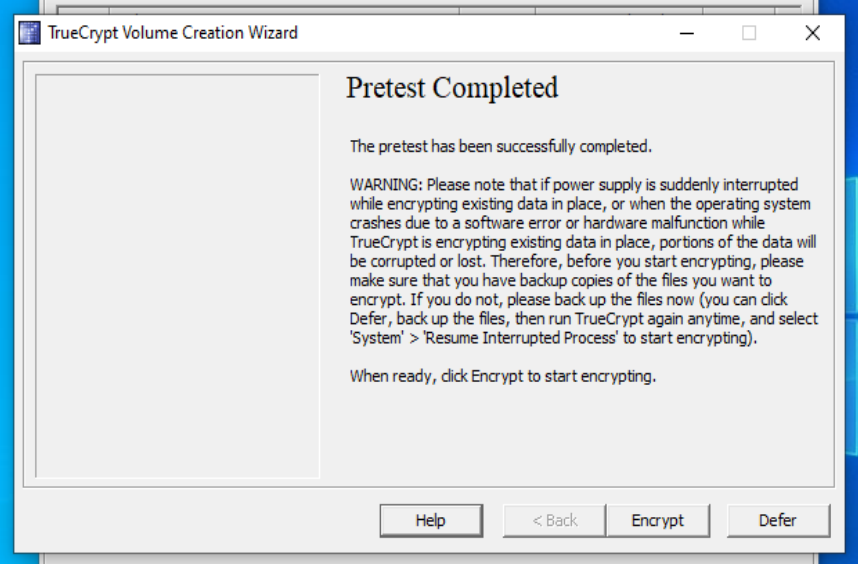 TrueCrypt Volume Creation Wizard
Pretest Completed
The pretest has been successfully completed.
WARNING: Please note that if power supply is suddenly interrupted
while encrypting existing data in place, or when the operating system
crashes due to a software error or hardware malfunction while
TrueCrypt is encrypting existing data in place, portions of the data will
be corrupted or lost. Therefore, before you start encrypting, please
make sure that you have backup copies of the files you want to
encrypt. If you do not, please back up the files now (you can click
Defer, back up the files, then run TrueCrypt again anytime, and select
'System' > 'Resume Interrupted Process' to start encrypting).
When ready, click Encrypt to start encrypting.
Help
< Back
Encrypt
Defer